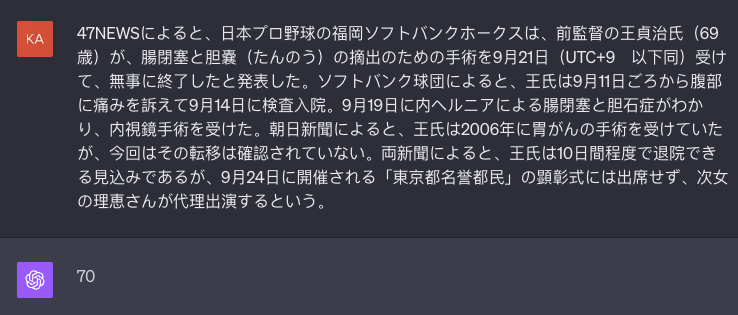 KA
47NEWSによると、日本プロ野球の福岡ソフトバンクホークスは、前監督の王貞治氏（69
歳）が、腸閉塞と胆嚢（たんのう）の摘出のための手術を9月21日（UTC+9　以下同）受け
て、無事に終了したと発表した。ソフトバンク球団によると、王氏は9月11日ごろから腹部
に痛みを訴えて9月14日に検査入院。9月19日に内ヘルニアによる腸閉塞と胆石症がわか
り、内視鏡手術を受けた。朝日新聞によると、王氏は2006年に胃がんの手術を受けていた
が、今回はその転移は確認されていない。両新聞によると、王氏は10日間程度で退院でき
る見込みであるが、9月24日に開催される「東京都名誉都民」の顕彰式には出席せず、次女
の理恵さんが代理出演するという。
70